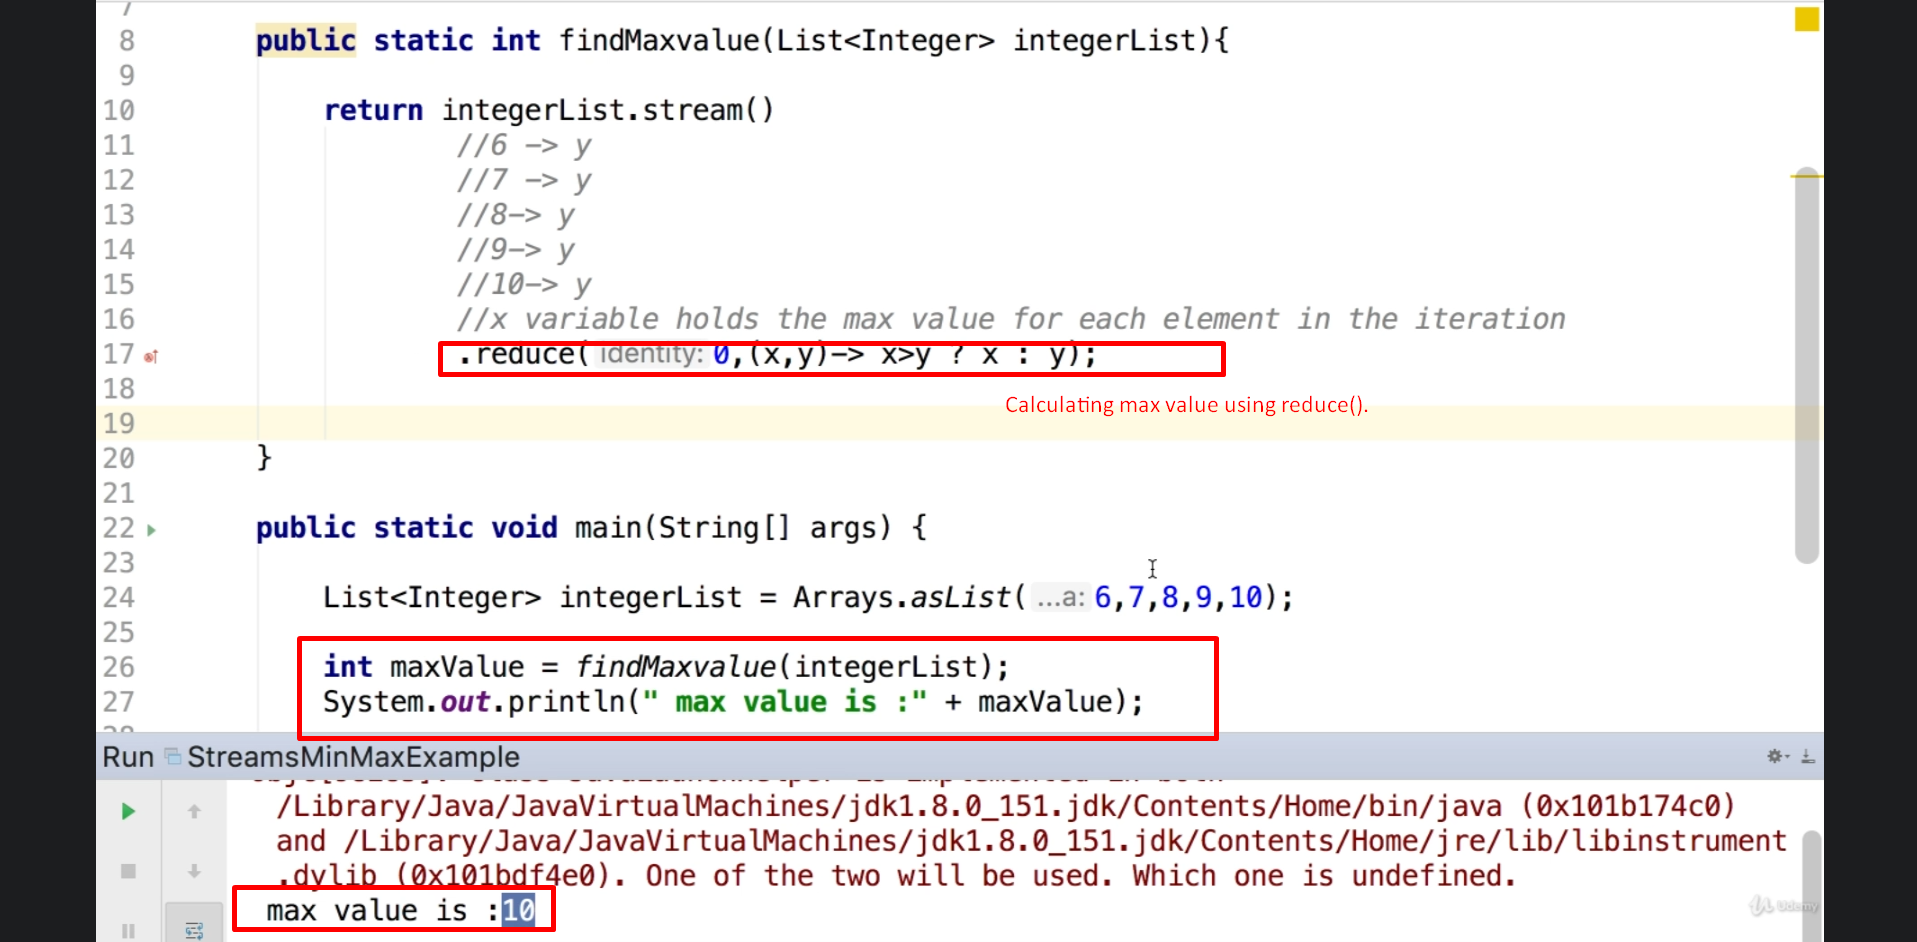 7
8 public static int findMaxvalue(List<Integer> integerList){
9
10 return integerList.stream()
11 //6 -> y
12 //7 -> y
13 //8-> y
14 //9-> y
15 //10-> y
16 //x variable holds the max value for each element in the iteration
17 .reduce( identity: 0,(x,y)-> x>y ? x : y);
18
Calculating max value using reduce().
19
20 }
21
22 public static void main(String[] args) {
23
24 List<Integer> integerList = Arrays.asList( ...a: 6,7,8,9,10);
25
26 int maxValue = findMaxvalue(integerList);
27 System.out.println(" max value is :" + maxValue);
28
Run StreamsMinMaxExample
/Library/Java/JavaVirtualMachines/jdk1.8.0_151.jdk/Contents/Home/bin/java (0x101b174c0)
and /Library/Java/JavaVirtualMachines/jdk1.8.0_151.jdk/Contents/Home/jre/lib/libinstrument
.dylib (0x101bdf4e0). One of the two will be used. Which one is undefined.
max value is :10
Udemy